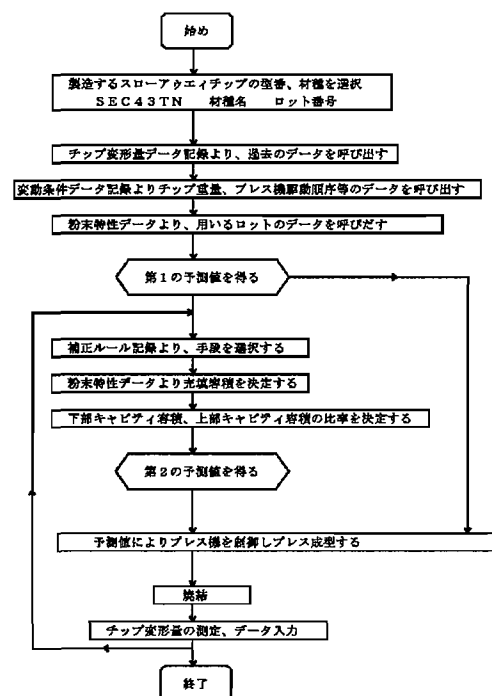 始め
製造するスローアウェイチップの型番、材種を選択
SEC43TN 材種名 ロット番号
チップ変形量データ記録より、過去のデータを呼び出す
変動条件データ記録よりチップ重量、プレス機駆動順序等のデータを呼び出す
粉末特性データより、用いるロットのデータを呼びだす
第1の予測値を得る
補正ルール記録より、手段を選択する
粉末特性データより充填容積を決定する
下部キャビティ容積、上部キャビティ容積の比率を決定する
第2の予測値を得る
予測値によりプレス機を制御しプレス成型する
焼結
チップ変形量の測定、データ入力
終了